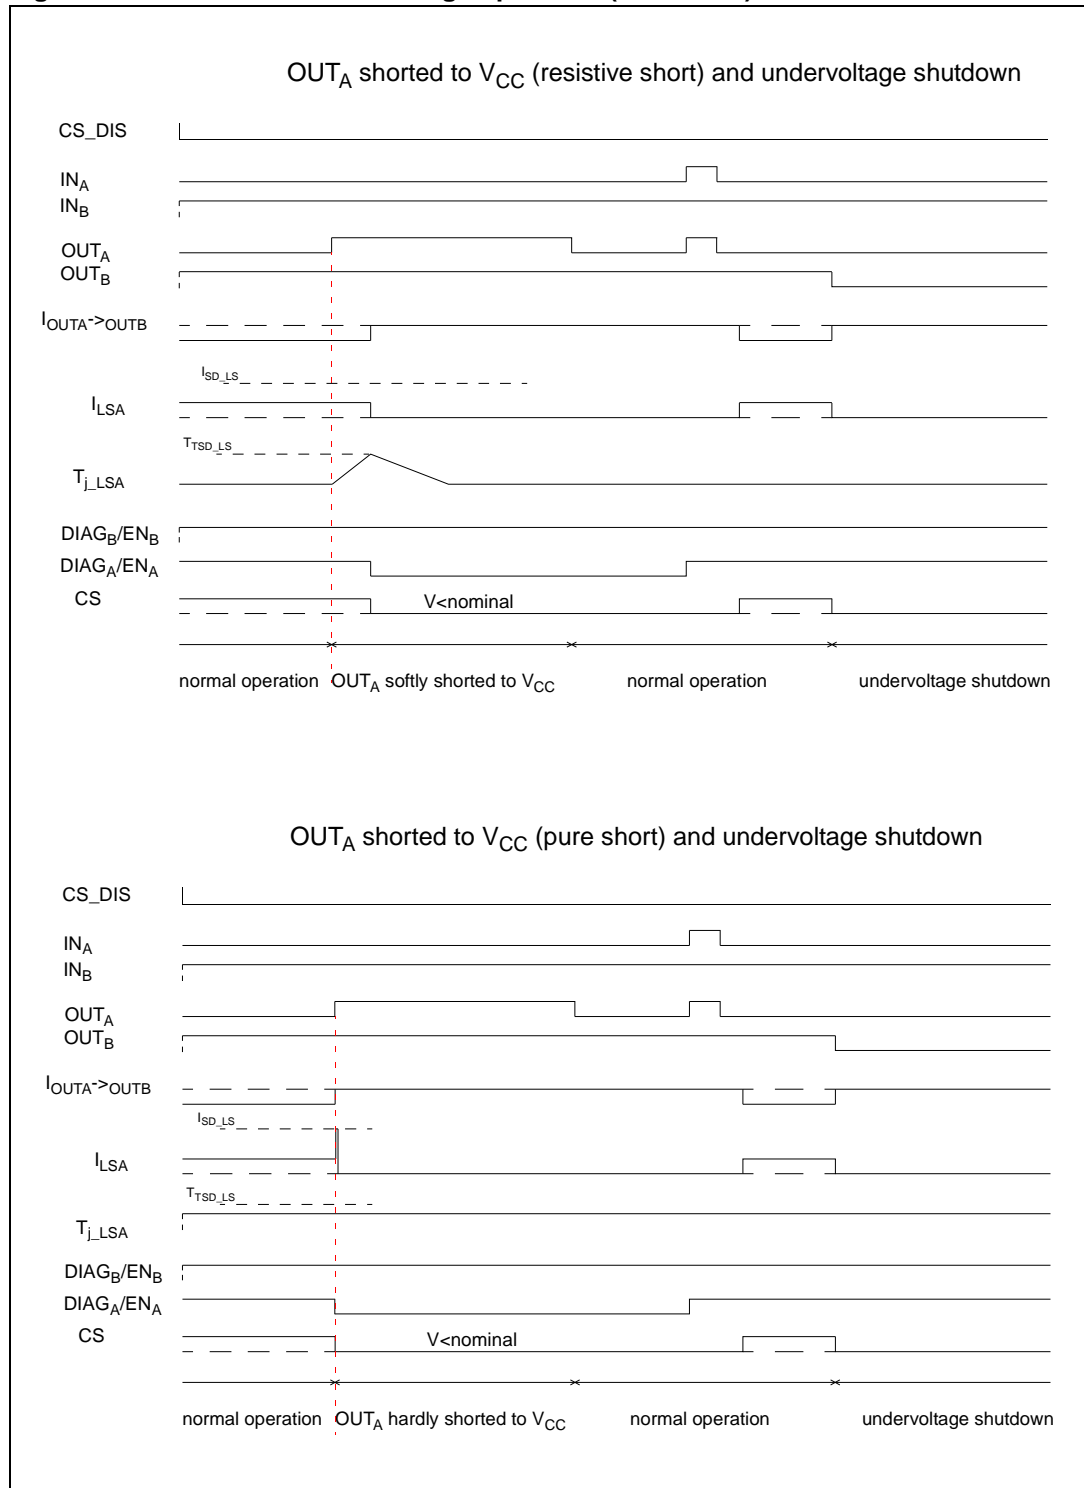 OUTA shorted to VCC (resistive short) and undervoltage shutdown
CS_DIS
INA
INB
OUTA
OUTB
IOUTA->OUTB
ISD_LS
ILSA
TTSD_LS
Tj_LSA
DIAGB/ENB
DIAGA/ENA
CS
V<nominal
normal operation
OUTA softly shorted to VCC
normal operation
undervoltage shutdown
OUTA shorted to VCC (pure short) and undervoltage shutdown
CS_DIS
INA
INB
OUTA
OUTB
IOUTA->OUTB
ISD_LS
ILSA
TTSD_LS
Tj_LSA
DIAGB/ENB
DIAGA/ENA
CS
V<nominal
normal operation
OUTA hardly shorted to VCC
normal operation
undervoltage shutdown